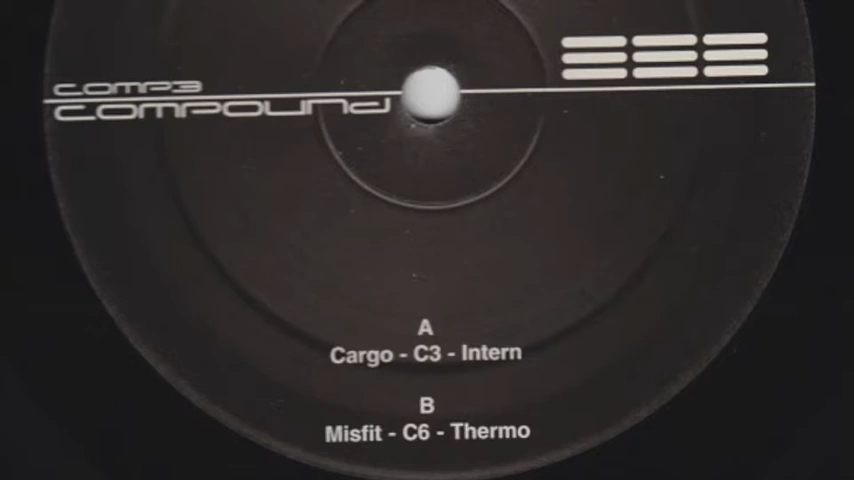 COMP3
COMPOUND
A
Cargo - C3 - Intern
B
Misfit - C6 - Thermo